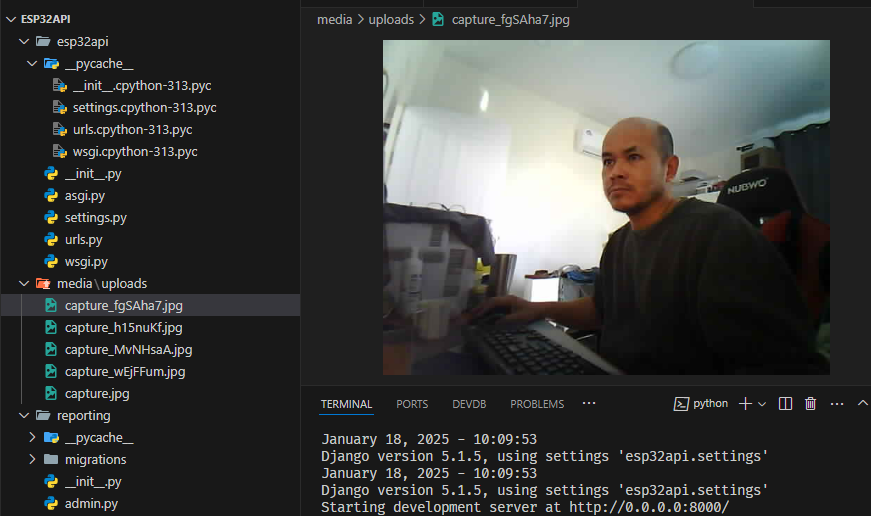 ESP32API
esp32api
__pycache__
__init__.cpython-313.pyc
settings.cpython-313.pyc
urls.cpython-313.pyc
wsgi.cpython-313.pyc
__init__.py
asgi.py
settings.py
urls.py
wsgi.py
media\uploads
capture_fgSAha7.jpg
capture_h15nuKf.jpg
capture_MvNHsaA.jpg
capture_wEjFFum.jpg
capture.jpg
reporting
__pycache__
migrations
__init__.py
admin.py
media > uploads > capture_fgSAha7.jpg
NUBWO
TERMINAL PORTS DEVDB PROBLEMS ···
python
January 18, 2025 - 10:09:53
Django version 5.1.5, using settings 'esp32api.settings'
January 18, 2025 - 10:09:53
Django version 5.1.5, using settings 'esp32api.settings'
Starting development server at http://0.0.0.0:8000/